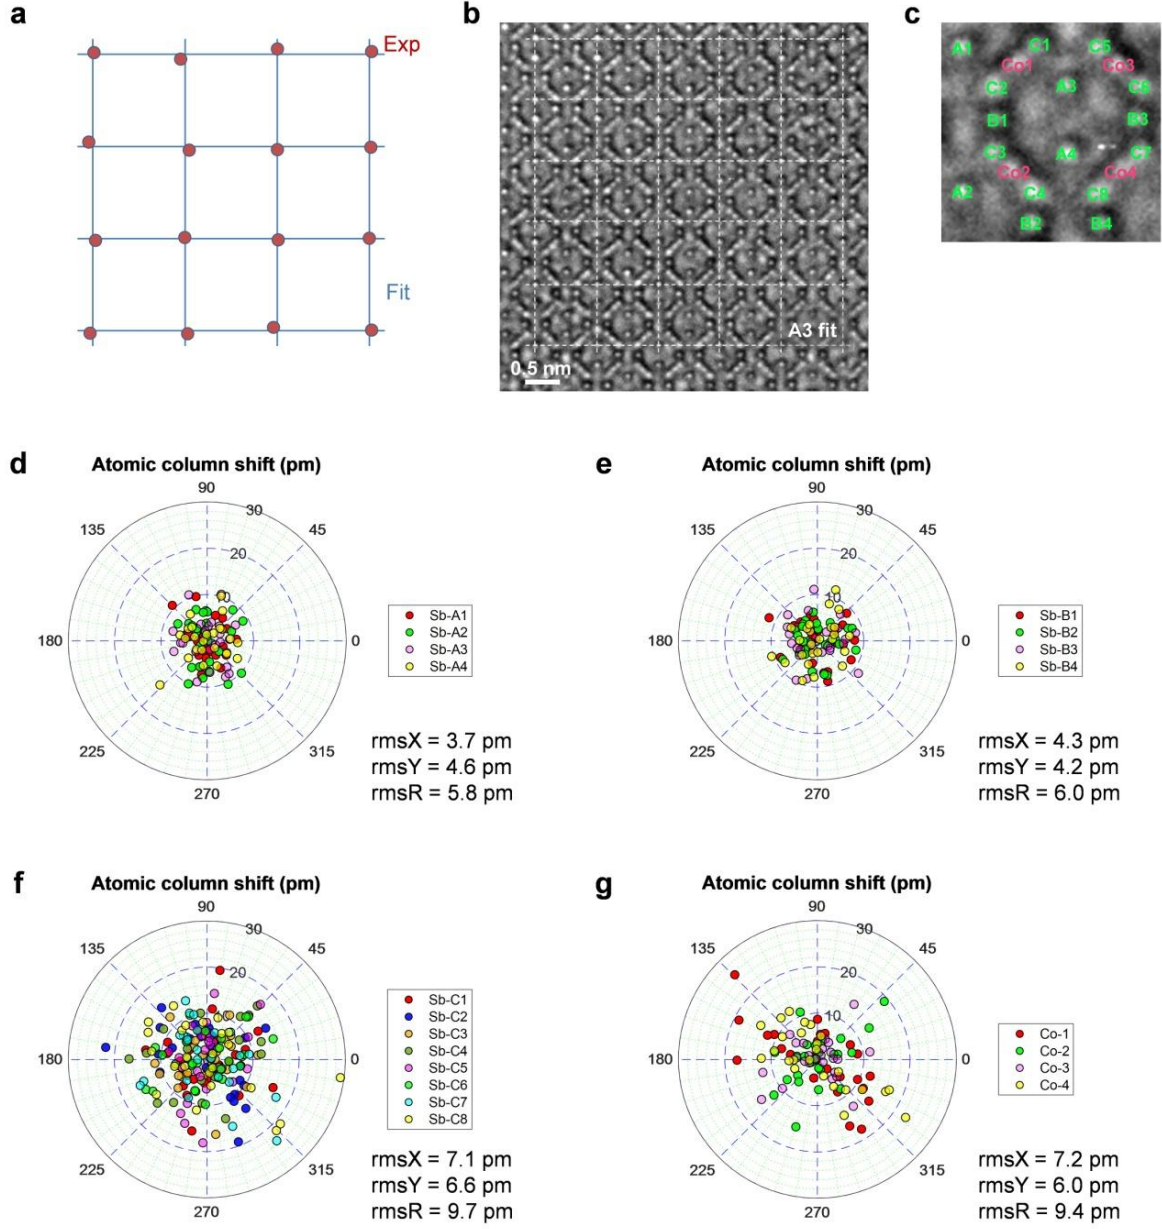 a
Exp
Fit
b
A3 fit
0.5 nm
c
A1 C1 C5
Co1 Co3
C2 A3 C6
B1 B3
C3 A4 C7
Co2 Co4
A2 C4 C8
B2 B4
d
Atomic column shift (pm)
90
135 30 45
20
10
180 0
225 315
270
Sb-A1
Sb-A2
Sb-A3
Sb-A4
rmsX = 3.7 pm
rmsY = 4.6 pm
rmsR = 5.8 pm
e
Atomic column shift (pm)
90
135 30 45
20
10
180 0
225 315
270
Sb-B1
Sb-B2
Sb-B3
Sb-B4
rmsX = 4.3 pm
rmsY = 4.2 pm
rmsR = 6.0 pm
f
Atomic column shift (pm)
90
135 30 45
20
180 0
225 315
270
Sb-C1
Sb-C2
Sb-C3
Sb-C4
Sb-C5
Sb-C6
Sb-C7
Sb-C8
rmsX = 7.1 pm
rmsY = 6.6 pm
rmsR = 9.7 pm
g
Atomic column shift (pm)
90
135 30 45
20
10
180 0
225 315
270
Co-1
Co-2
Co-3
Co-4
rmsX = 7.2 pm
rmsY = 6.0 pm
rmsR = 9.4 pm